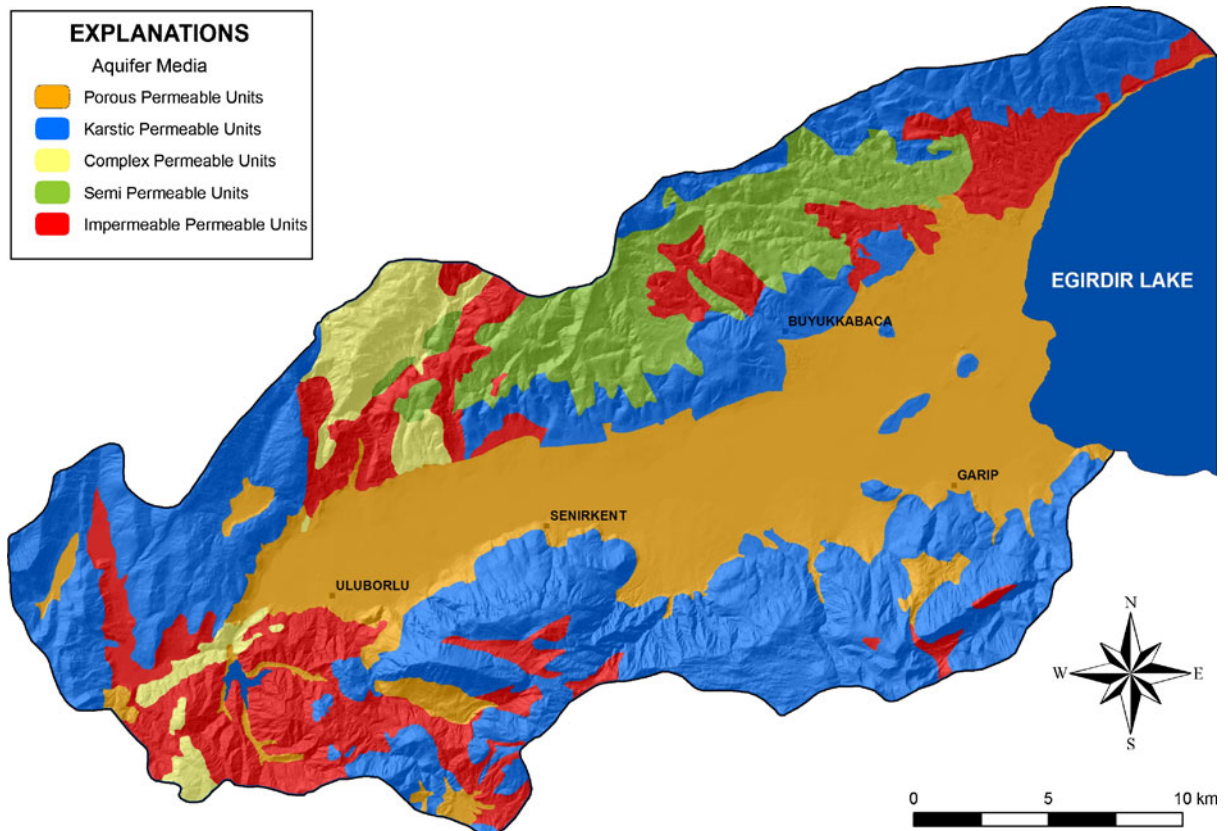 EXPLANATIONS
Aquifer Media
Porous Permeable Units
Karstic Permeable Units
Complex Permeable Units
Semi Permeable Units
Impermeable Permeable Units
EGIRDIR LAKE
BUYUKKABACA
GARIP
SENIRKENT
ULUBORLU
N
W E
S
0 5 10 km